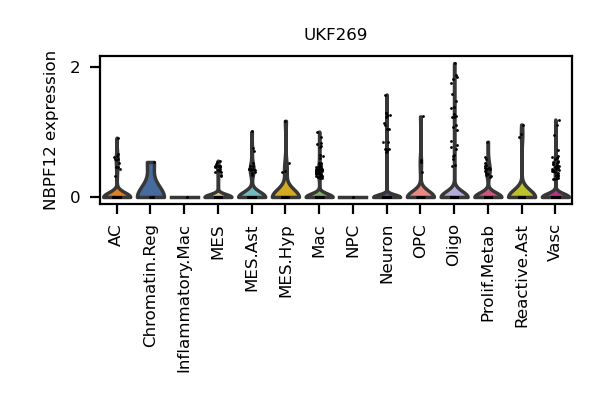 UKF269
NBPF12 expression
2
0
AC
Chromatin.Reg
Inflammatory.Mac
MES
MES.Ast
MES.Hyp
Mac
NPC
Neuron
OPC
Oligo
Prolif.Metab
Reactive.Ast
Vasc